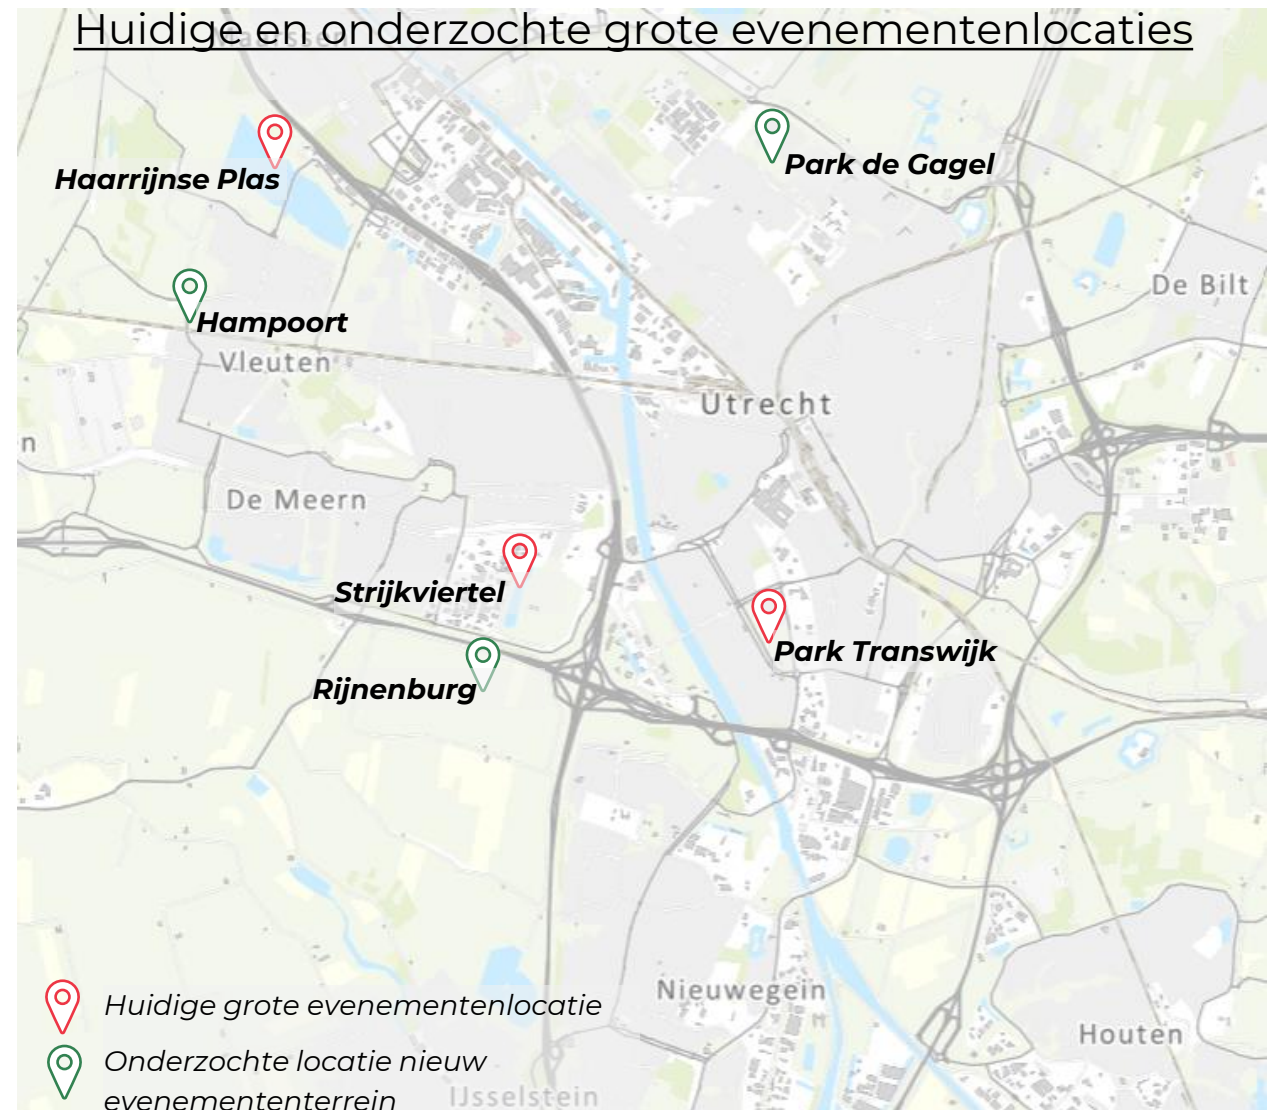 Huidige en onderzochte grote evenementenlocaties
Maarssen
Haarrijnse Plas
Park de Gagel
De Bilt
Hampoort
Vleuten
Utrecht
n
De Meern
Strijkviertel
Park Transwijk
Rijnenburg
Nieuwegein
Houten
Huidige grote evenementenlocatie
Onderzochte locatie nieuw
evenemententerrein
IJsselstein